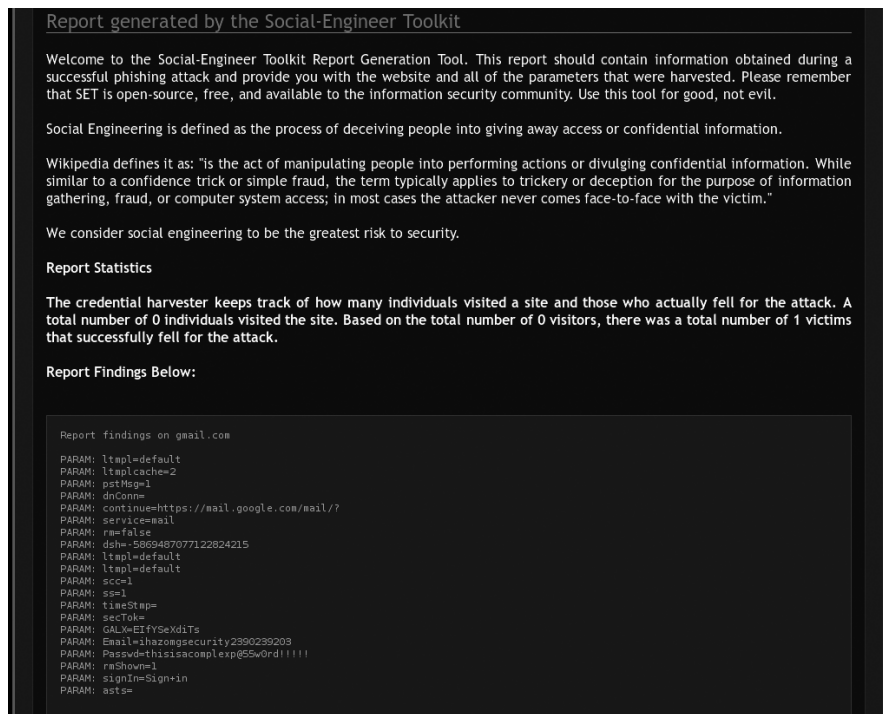 Report generated by the Social-Engineer Toolkit
Welcome to the Social-Engineer Toolkit Report Generation Tool. This report should contain information obtained during a
successful phishing attack and provide you with the website and all of the parameters that were harvested. Please remember
that SET is open-source, free, and available to the information security community. Use this tool for good, not evil.
Social Engineering is defined as the process of deceiving people into giving away access or confidential information.
Wikipedia defines it as: "is the act of manipulating people into performing actions or divulging confidential information. While
similar to a confidence trick or simple fraud, the term typically applies to trickery or deception for the purpose of information
gathering, fraud, or computer system access; in most cases the attacker never comes face-to-face with the victim."
We consider social engineering to be the greatest risk to security.
Report Statistics
The credential harvester keeps track of how many individuals visited a site and those who actually fell for the attack. A
total number of 0 individuals visited the site. Based on the total number of 0 visitors, there was a total number of 1 victims
that successfully fell for the attack.
Report Findings Below:
Report findings on gmail.com
PARAM: ltmpl=default
PARAM: ltmplcache=2
PARAM: pstMsg=1
PARAM: dnConn=
PARAM: continue=https://mail.google.com/mail/?
PARAM: service=mail
PARAM: rm=false
PARAM: dsh=-5869487077122824215
PARAM: ltmpl=default
PARAM: ltmpl=default
PARAM: scc=1
PARAM: ss=1
PARAM: timeStmp=
PARAM: secTok=
PARAM: GALX=EIfYSeXdiTs
PARAM: Email=ihazomgsecurity2390239203
PARAM: Passwd=thisisacomplexp@55w0rd!!!!!
PARAM: rmShown=1
PARAM: signIn=Sign+in
PARAM: asts=